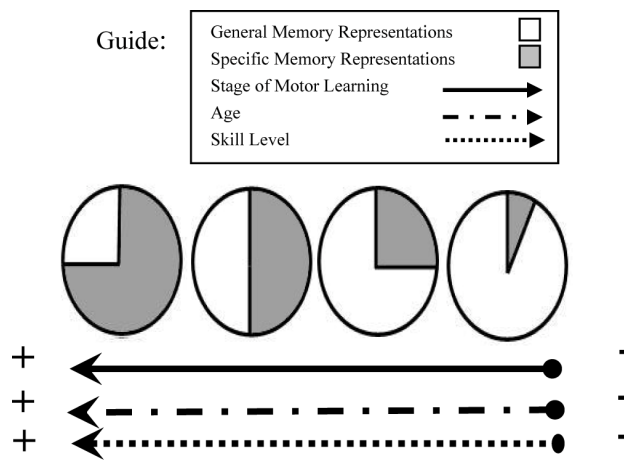 Guide:
General Memory Representations
Specific Memory Representations
Stage of Motor Learning
Age
Skill Level
+ -
+ -
+ -